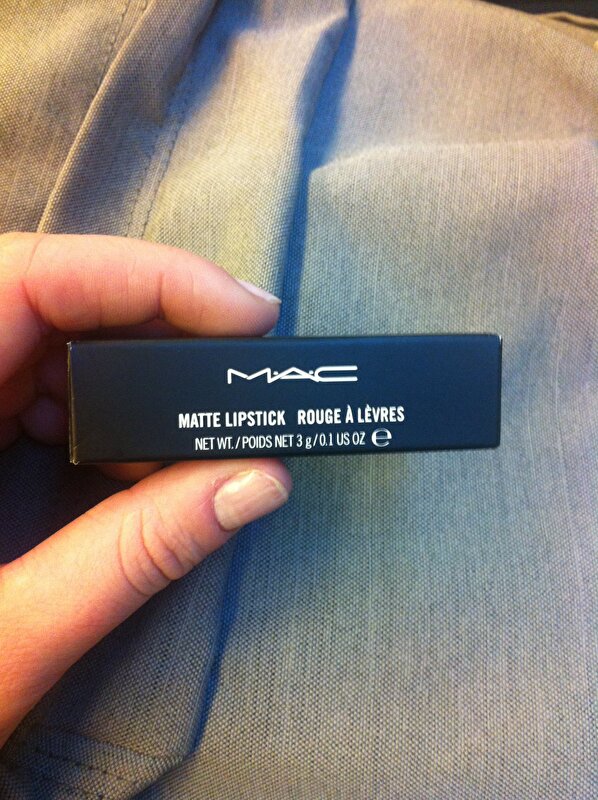 M·A·C
MATTE LIPSTICK ROUGE À LÈVRES
NET WT./POIDS NET 3 g/0.1 US OZ ℮